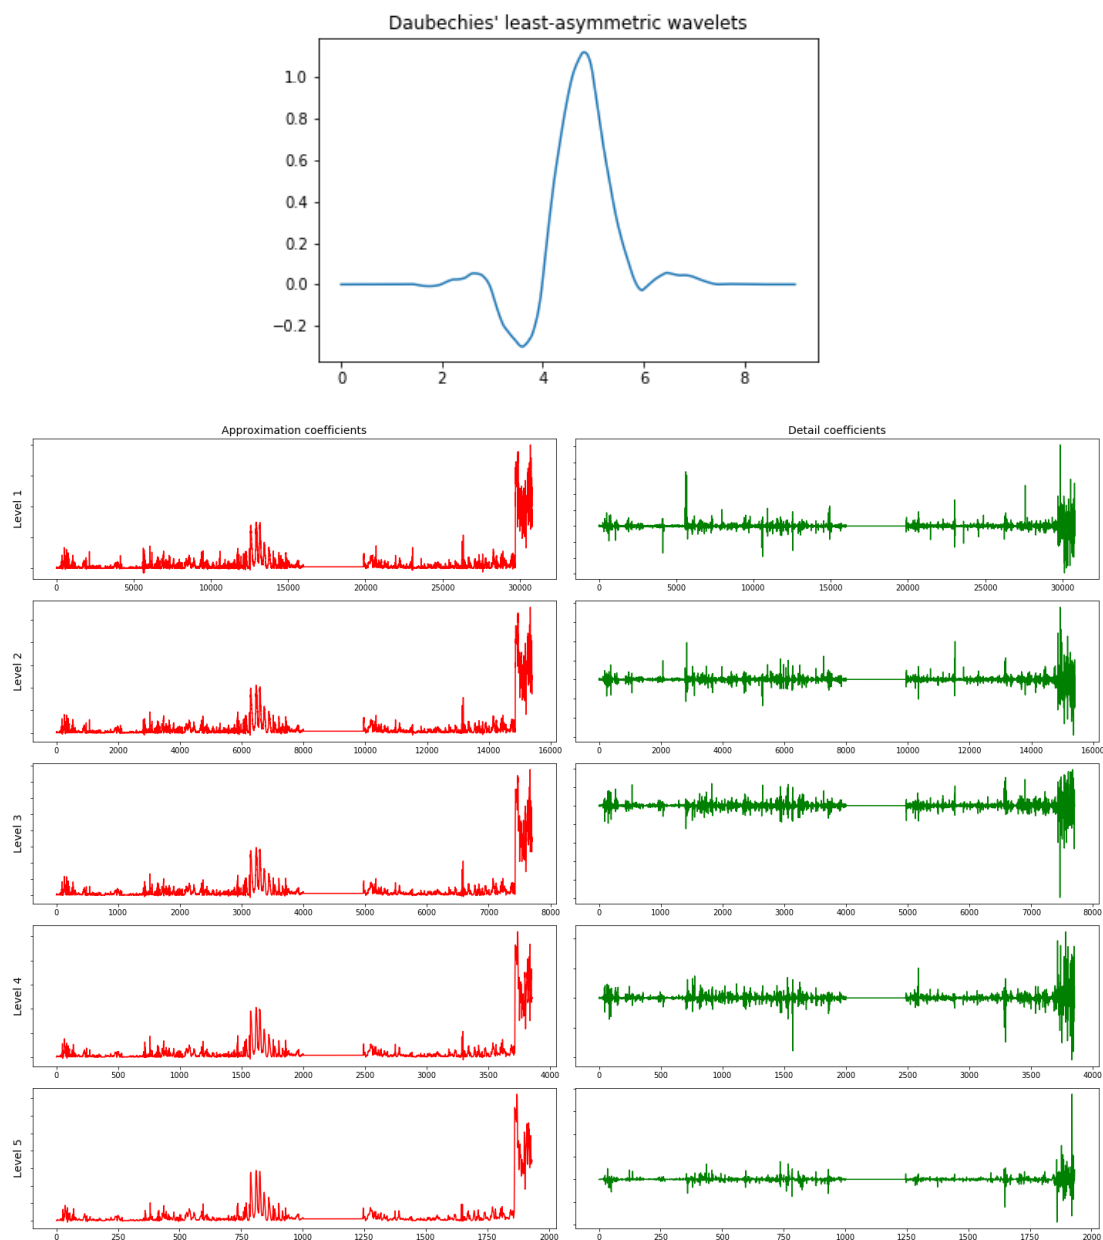 Daubechies' least-asymmetric wavelets
1.0
0.8
0.6
0.4
0.2
0.0
−0.2
0 2 4 6 8
Approximation coefficients Detail coefficients
Level 1
0 5000 10000 15000 20000 25000 30000 0 5000 10000 15000 20000 25000 30000
Level 2
0 2000 4000 6000 8000 10000 12000 14000 16000 0 2000 4000 6000 8000 10000 12000 14000 16000
Level 3
0 1000 2000 3000 4000 5000 6000 7000 8000 0 1000 2000 3000 4000 5000 6000 7000 8000
Level 4
0 500 1000 1500 2000 2500 3000 3500 4000 0 500 1000 1500 2000 2500 3000 3500 4000
Level 5
0 250 500 750 1000 1250 1500 1750 2000 0 250 500 750 1000 1250 1500 1750 2000